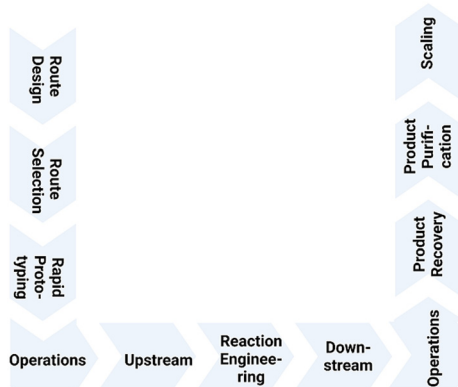 Route
Design
Route
Selection
Rapid
Proto-
typing
Operations
Upstream
Reaction
Enginee-
ring
Down-
stream
Operations
Product
Recovery
Product
Purifi-
cation
Scaling